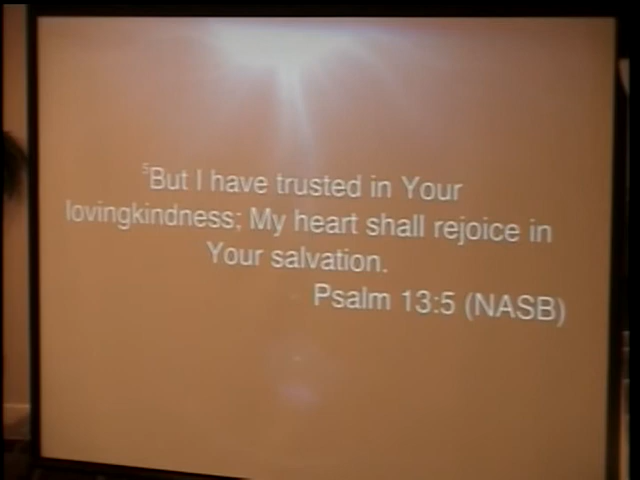 ⁵But I have trusted in Your
lovingkindness; My heart shall rejoice in
Your salvation.
Psalm 13:5 (NASB)